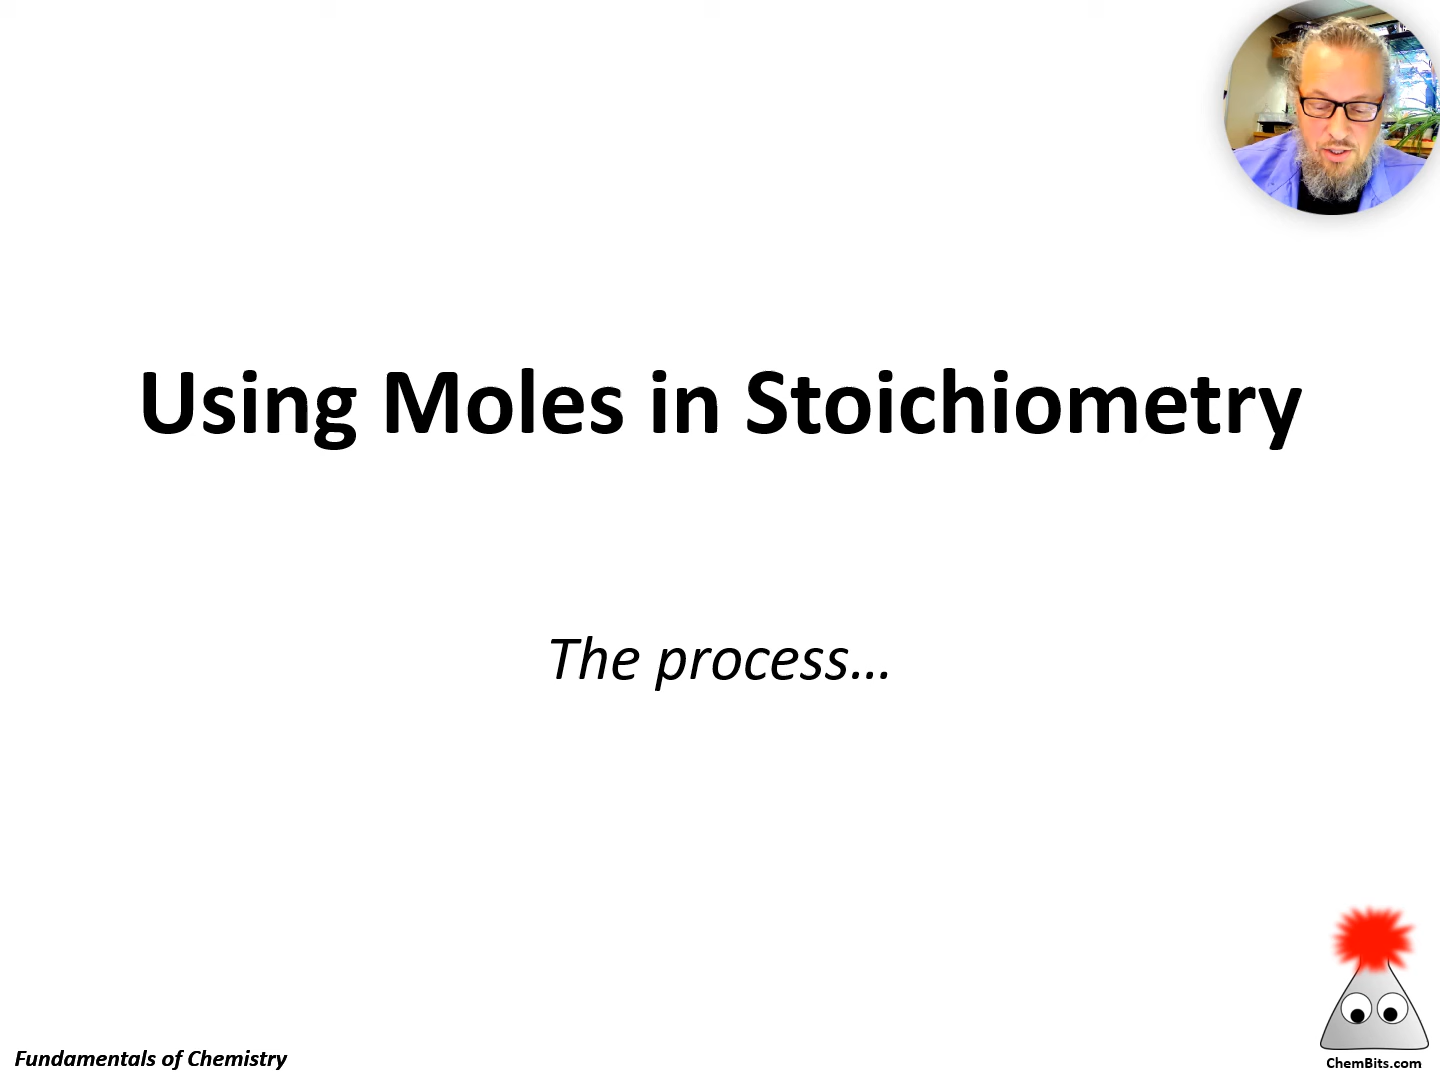 Using Moles in Stoichiometry
The process...
Fundamentals of Chemistry
ChemBits.com